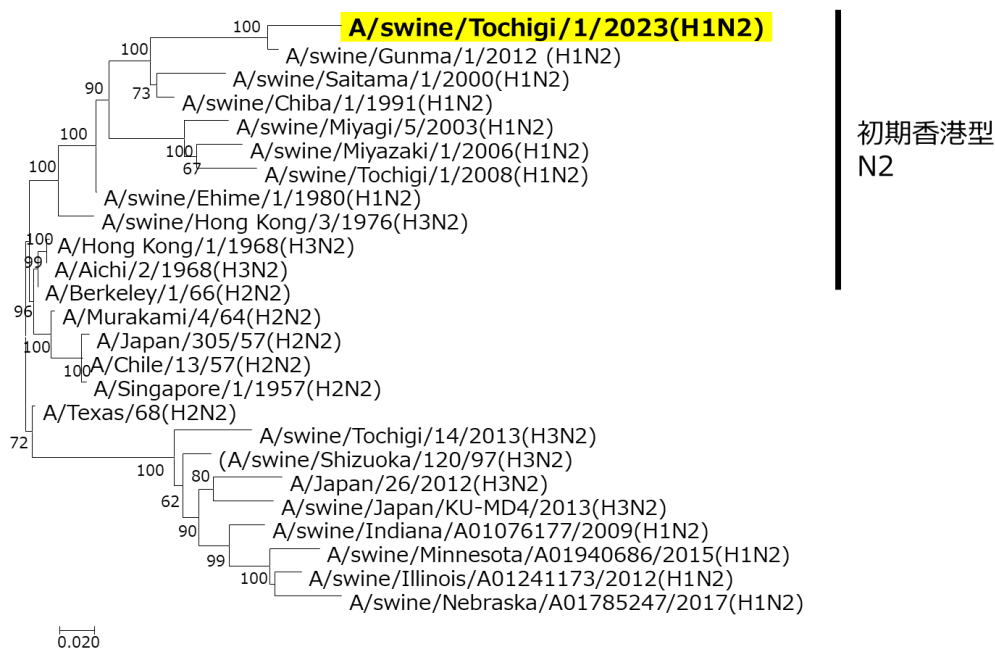 100
A/swine/Tochigi/1/2023(H1N2)
100
A/swine/Gunma/1/2012 (H1N2)
A/swine/Saitama/1/2000(H1N2)
90
73
A/swine/Chiba/1/1991(H1N2)
A/swine/Miyagi/5/2003(H1N2)
初期香港型
N2
100
100
A/swine/Miyazaki/1/2006(H1N2)
100
67
A/swine/Tochigi/1/2008(H1N2)
A/swine/Ehime/1/1980(H1N2)
A/swine/Hong Kong/3/1976(H3N2)
100
A/Hong Kong/1/1968(H3N2)
99
A/Aichi/2/1968(H3N2)
A/Berkeley/1/66(H2N2)
96
A/Murakami/4/64(H2N2)
100
A/Japan/305/57(H2N2)
100
A/Chile/13/57(H2N2)
A/Singapore/1/1957(H2N2)
A/Texas/68(H2N2)
72
A/swine/Tochigi/14/2013(H3N2)
100
(A/swine/Shizuoka/120/97(H3N2)
80
A/Japan/26/2012(H3N2)
62
A/swine/Japan/KU-MD4/2013(H3N2)
90
A/swine/Indiana/A01076177/2009(H1N2)
99
A/swine/Minnesota/A01940686/2015(H1N2)
100
A/swine/Illinois/A01241173/2012(H1N2)
A/swine/Nebraska/A01785247/2017(H1N2)
0.020